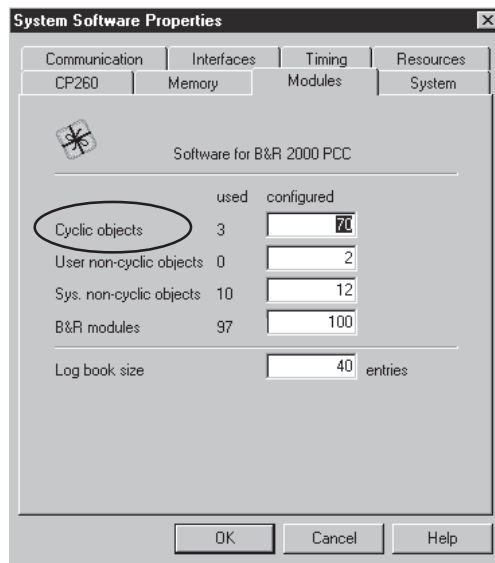 System Software Properties
Communication Interfaces Timing Resources
CP260 Memory Modules System
Software for B&R 2000 PCC
used configured
Cyclic objects 3 70
User non-cyclic objects 0 2
Sys. non-cyclic objects 10 12
B&R modules 97 100
Log book size 40 entries
OK Cancel Help